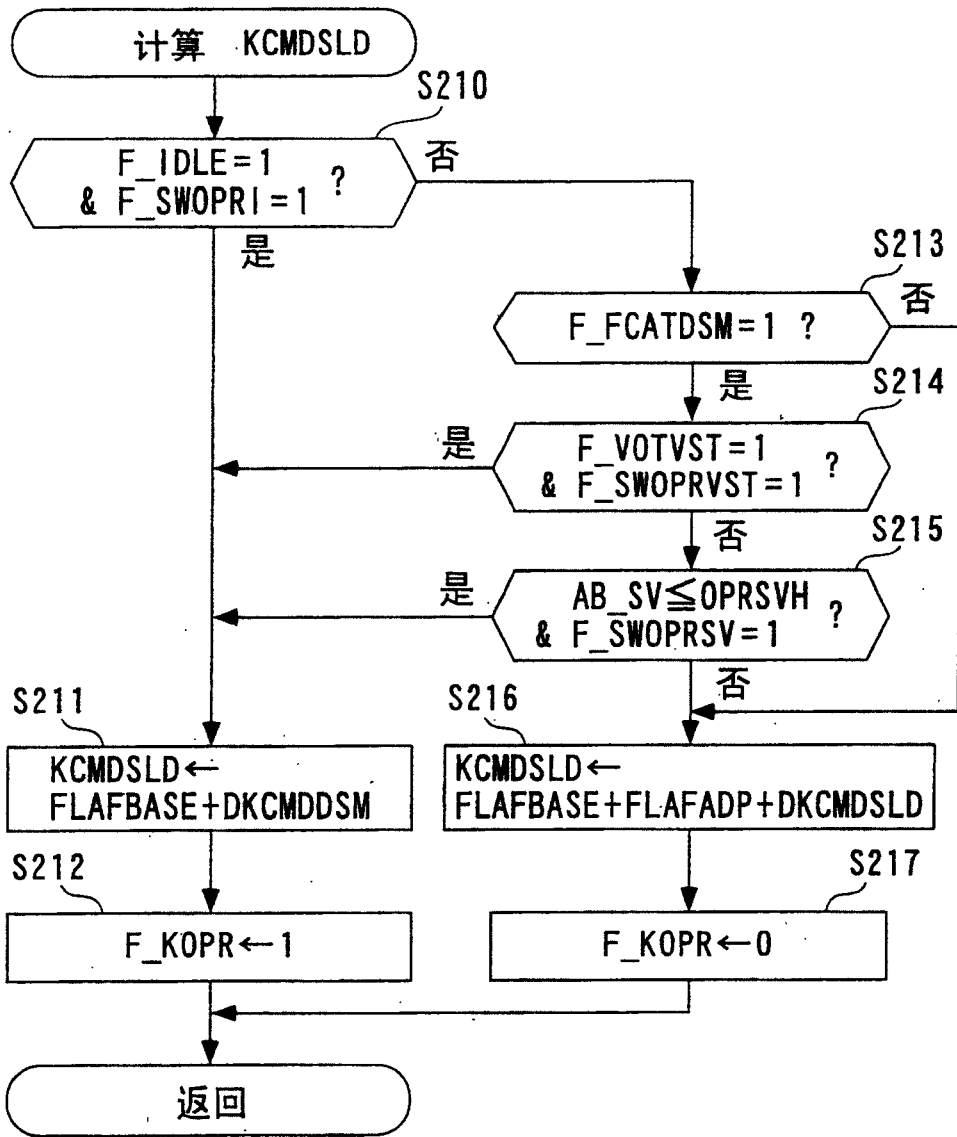 计算 KCMDSLD
S210
F_IDLE=1
& F_SWOPRI=1 ?
否
是
S213
F_FCATDSM=1 ?
否
是
S214
F_VOTVST=1
& F_SWOPRVST=1 ?
是
否
S215
AB_SV≦OPRSVH
& F_SWOPRSV=1 ?
是
否
S211
KCMDSLD←
FLAFBASE+DKCMDDSM
S216
KCMDSLD←
FLAFBASE+FLAFADP+DKCMDSLD
S212
F_KOPR←1
S217
F_KOPR←0
返回